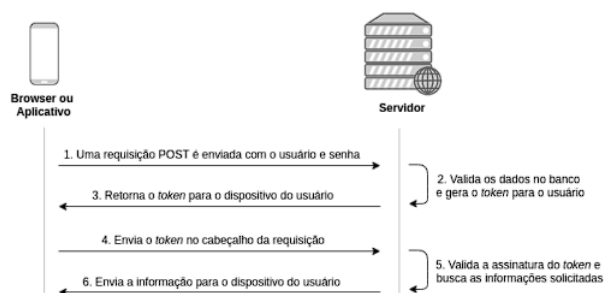 Browser ou
Aplicativo
Servidor
1. Uma requisição POST é enviada com o usuário e senha
2. Valida os dados no banco
e gera o token para o usuário
3. Retorna o token para o dispositivo do usuário
4. Envia o token no cabeçalho da requisição
5. Valida a assinatura do token e
busca as informações solicitadas
6. Envia a informação para o dispositivo do usuário